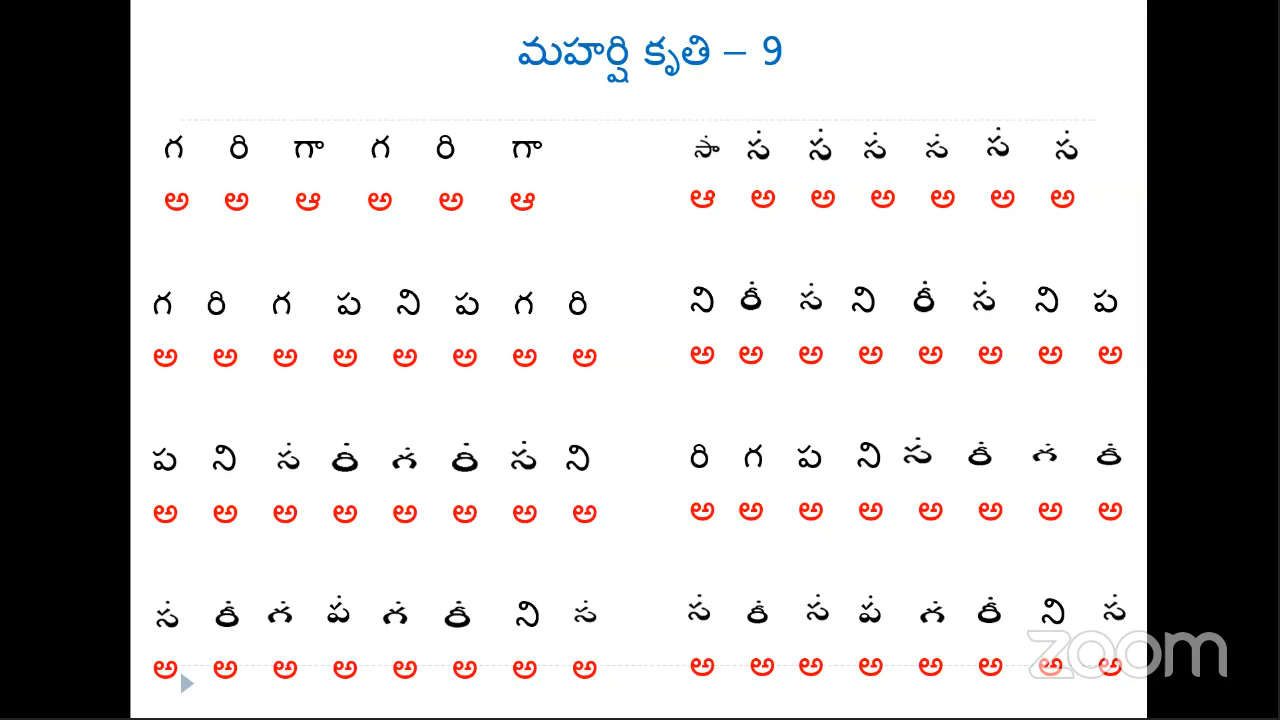 మహర్షి కృతి – 9
గ రి గా గ రి గా సా̇ స̇ స̇ స̇ స̇ స̇ స̇
అ అ ఆ అ అ ఆ ఆ అ అ అ అ అ అ
గ రి గ ప ని ప గ రి ని రి̇ స̇ ని రి̇ స̇ ని ప
అ అ అ అ అ అ అ అ అ అ అ అ అ అ అ అ
ప ని స̇ రి̇ గ̇ రి̇ స̇ ని రి గ ప ని స̇ రి̇ గ̇ రి̇
అ అ అ అ అ అ అ అ అ అ అ అ అ అ అ అ
స̇ రి̇ గ̇ ప̇ గ̇ రి̇ ని స̇ స̇ రి̇ స̇ ప̇ గ̇ రి̇ ని స̇
అ అ అ అ అ అ అ అ అ అ అ అ అ అ అ అ
zoom